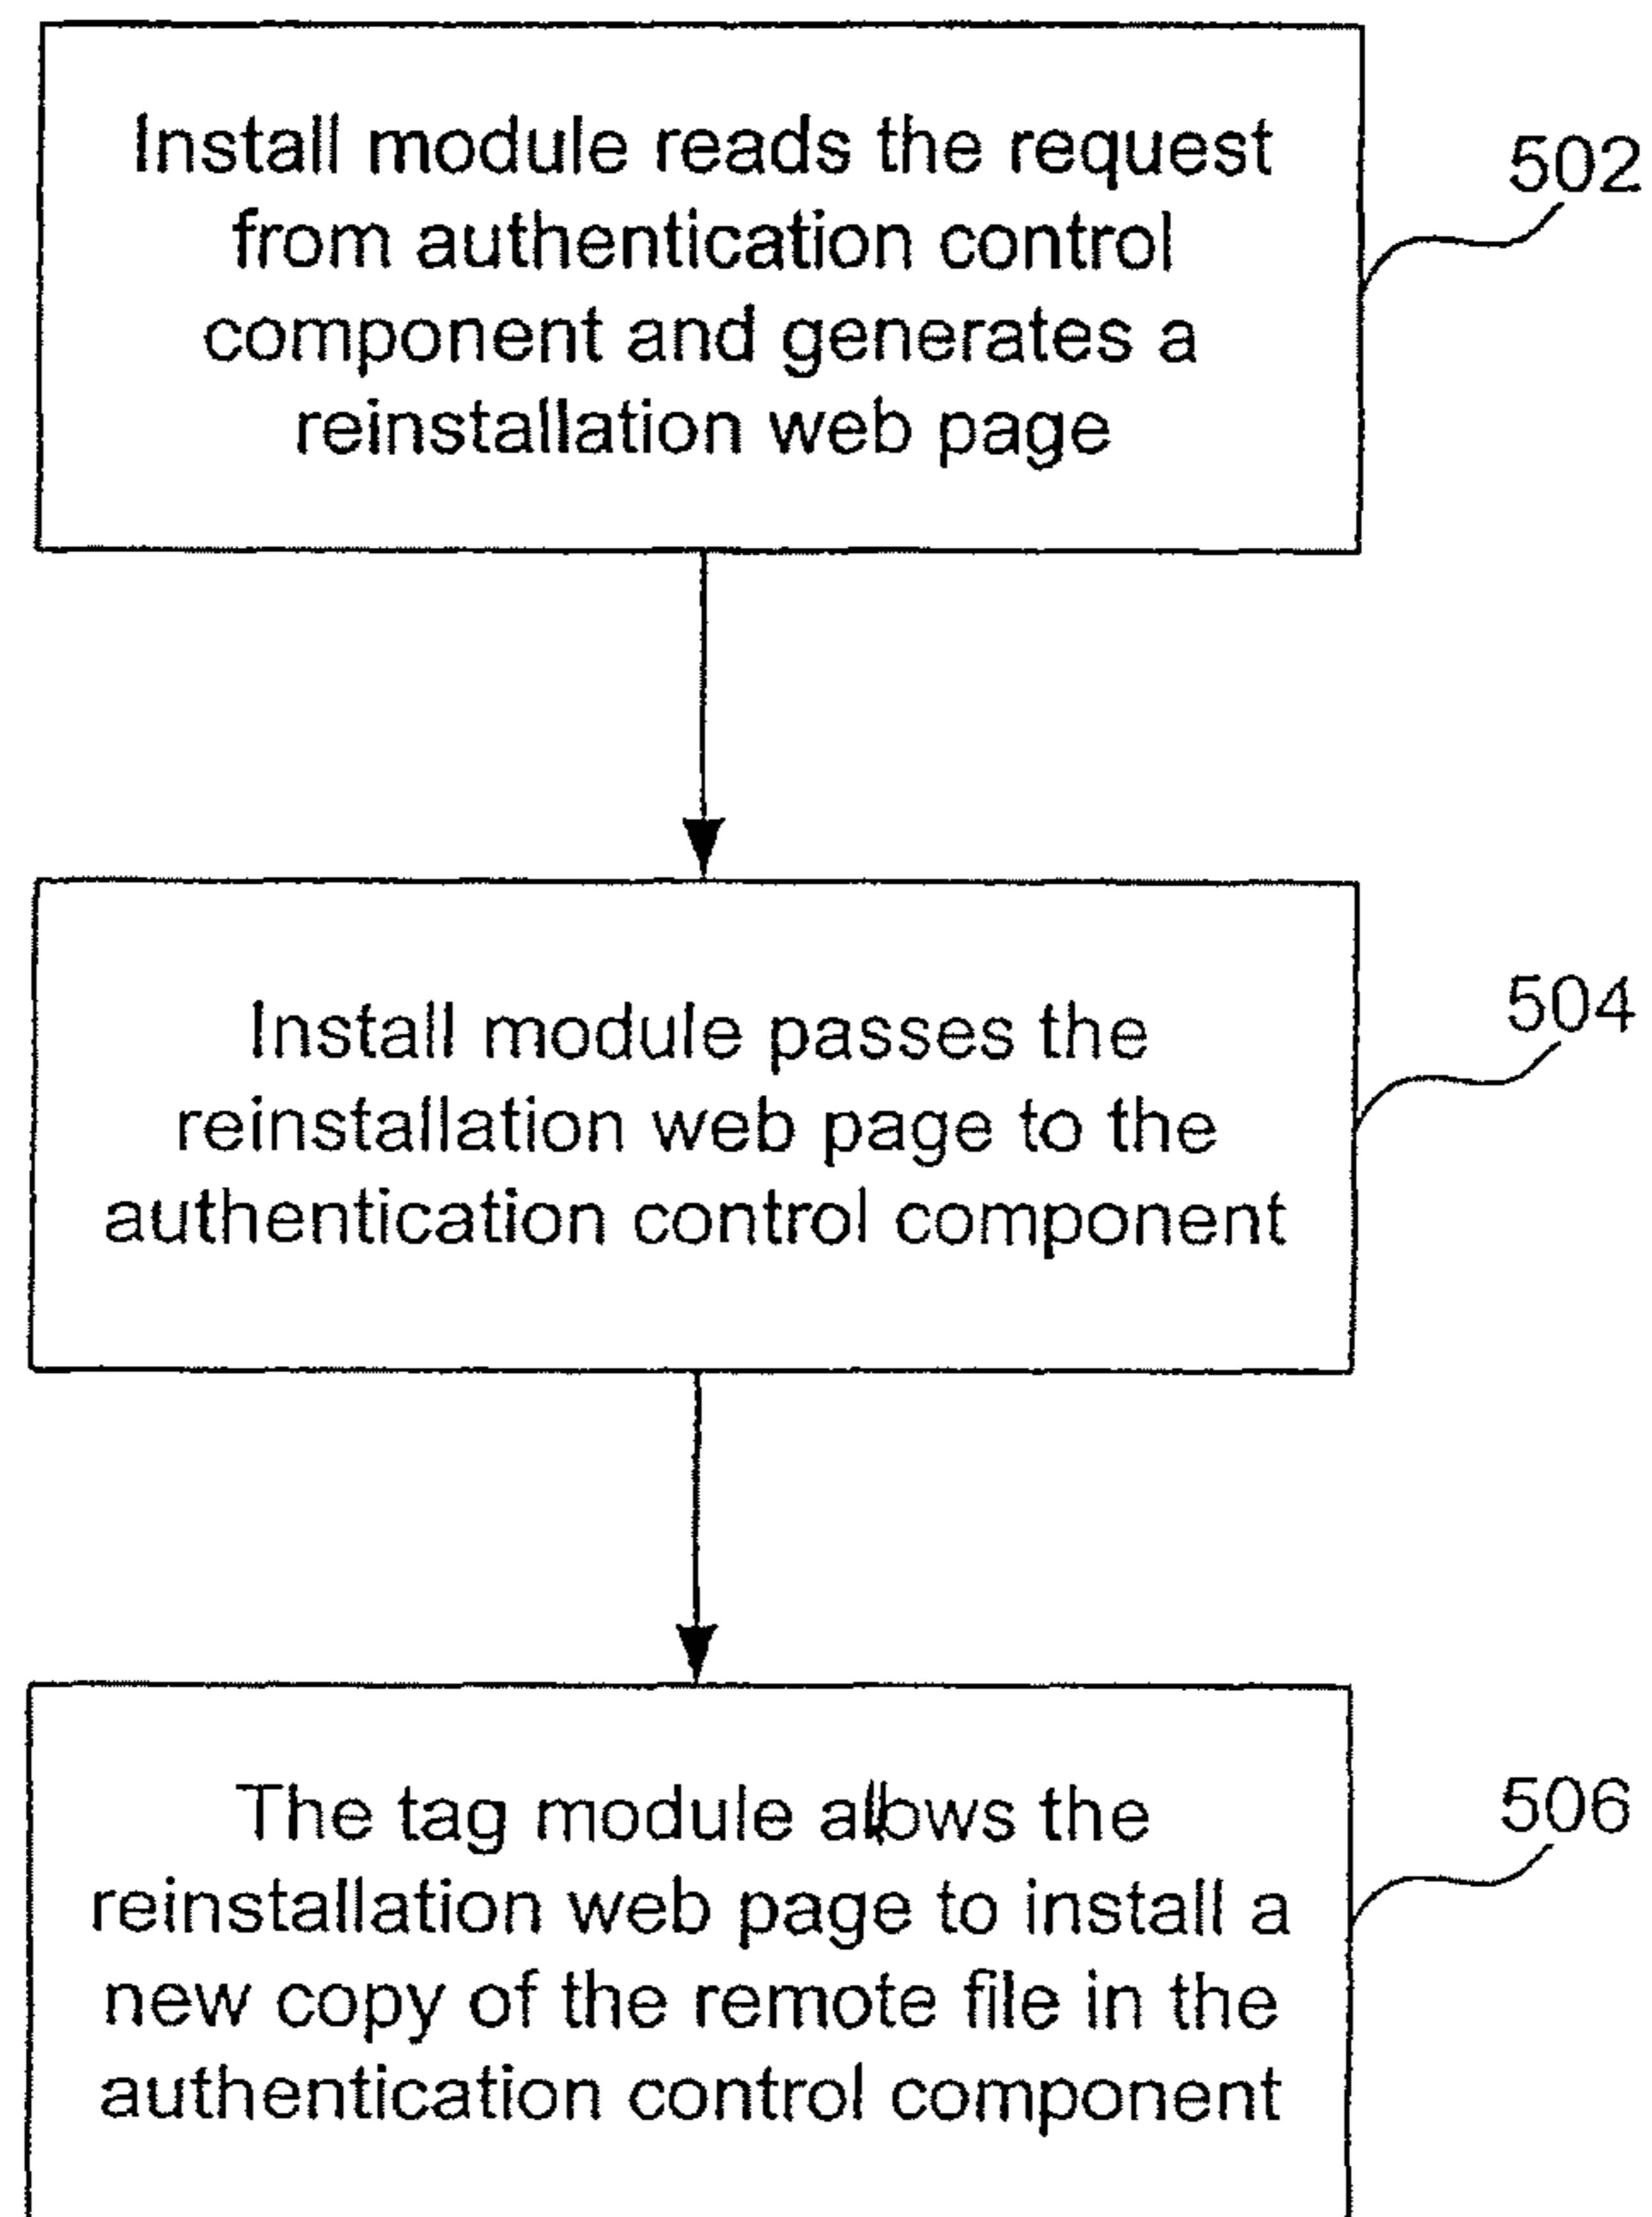 Install module reads the request
from authentication control
component and generates a
reinstallation web page
502
Install module passes the
reinstallation web page to the
authentication control component
504
The tag module allows the
reinstallation web page to install a
new copy of the remote file in the
authentication control component
506